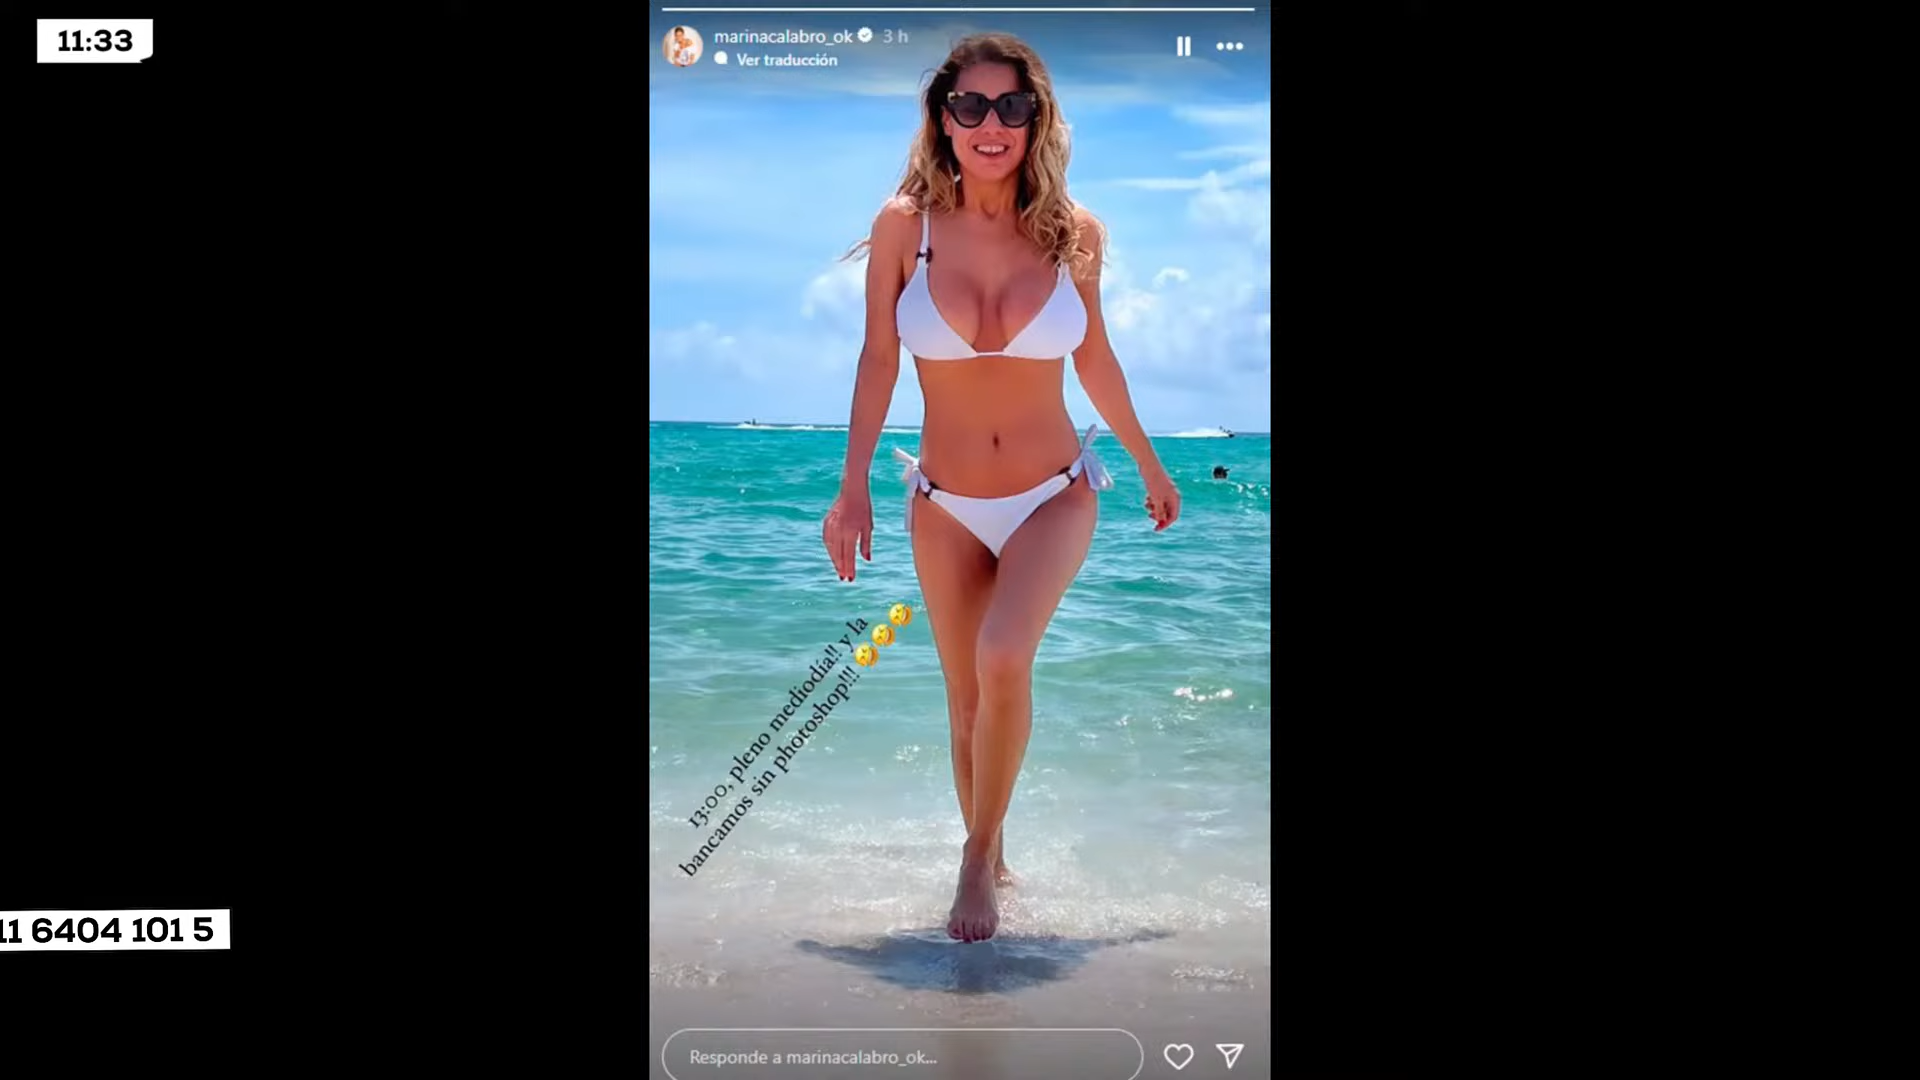 11:33
marinacalabro_ok 3 h
Ver traducción
13:00, pleno mediodía!! y la
bancamos sin photoshop!!!
11 6404 101 5
Responde a marinacalabro_ok...